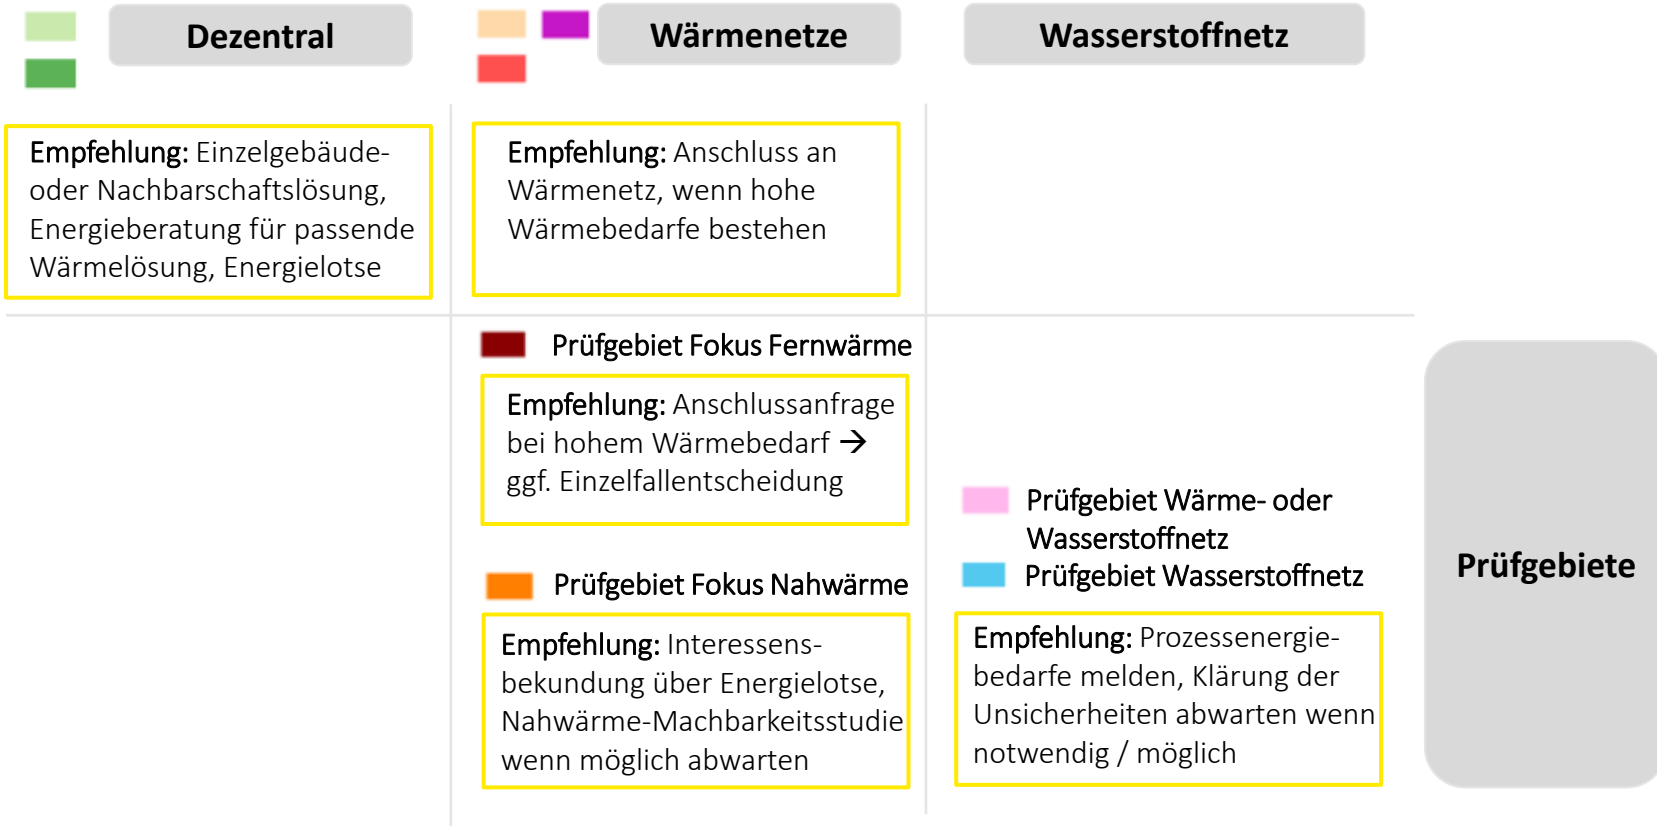 Dezentral
Wärmenetze
Wasserstoffnetz
Empfehlung: Einzelgebäude-
oder Nachbarschaftslösung,
Energieberatung für passende
Wärmelösung, Energielotse
Empfehlung: Anschluss an
Wärmenetz, wenn hohe
Wärmebedarfe bestehen
Prüfgebiet Fokus Fernwärme
Empfehlung: Anschlussanfrage
bei hohem Wärmebedarf →
ggf. Einzelfallentscheidung
Prüfgebiet Fokus Nahwärme
Empfehlung: Interessens-
bekundung über Energielotse,
Nahwärme-Machbarkeitsstudie
wenn möglich abwarten
Prüfgebiet Wärme- oder
Wasserstoffnetz
Prüfgebiet Wasserstoffnetz
Empfehlung: Prozessenergie-
bedarfe melden, Klärung der
Unsicherheiten abwarten wenn
notwendig / möglich
Prüfgebiete